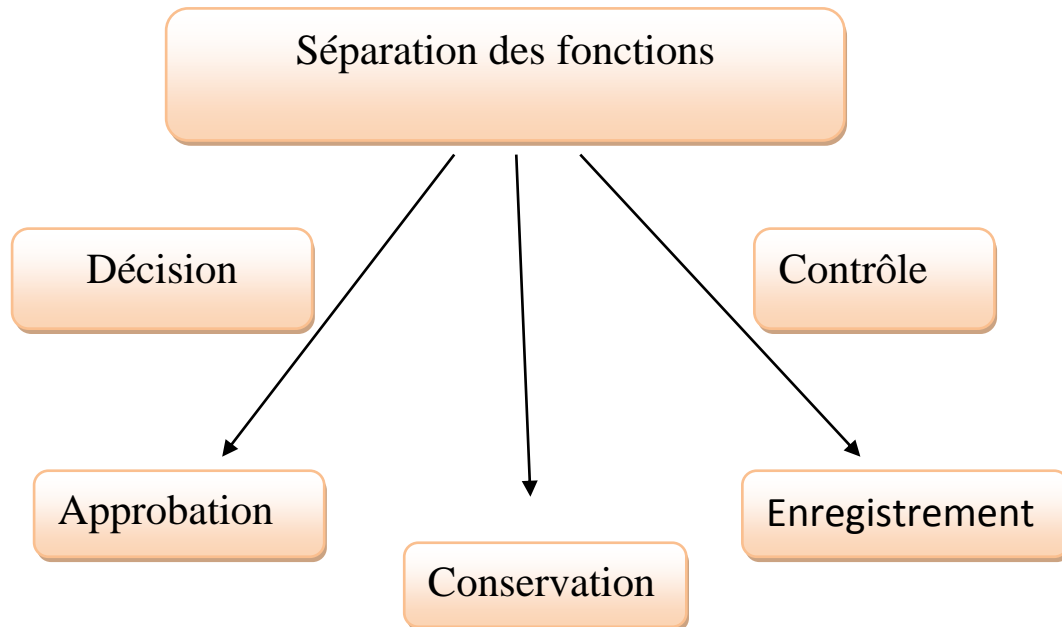 Séparation des fonctions
Décision
Contrôle
Approbation
Enregistrement
Conservation